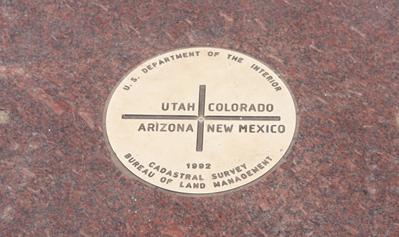 U.S. DEPARTMENT OF THE INTERIOR
UTAH COLORADO
ARIZONA NEW MEXICO
1992
CADASTRAL SURVEY
BUREAU OF LAND MANAGEMENT